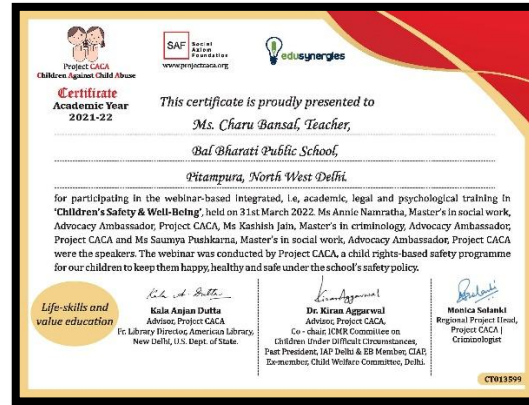 Project CACA
Children Against Child Abuse
SAF Social
Axiom
Foundation
www.projectcaca.org
edusynergies
Certificate
Academic Year
2021-22
This certificate is proudly presented to
Ms. Charu Bansal, Teacher,
Bal Bharati Public School,
Pitampura, North West Delhi.
for participating in the webinar-based integrated, i.e, academic, legal and psychological training in
'Children's Safety & Well-Being', held on 31st March 2022. Ms Annie Namratha, Master's in social work,
Advocacy Ambassador, Project CACA, Ms Kashish Jain, Master's in criminology, Advocacy Ambassador,
Project CACA and Ms Saumya Pushkarna, Master's in social work, Advocacy Ambassador, Project CACA
were the speakers. The webinar was conducted by Project CACA, a child rights-based safety programme
for our children to keep them happy, healthy and safe under the school's safety policy.
Life-skills and
value education
Kala A. Dutta
Kala Anjan Dutta
Advisor, Project CACA
Fr. Library Director, American Library,
New Delhi, U.S. Dept. of State.
KiranAggarwal
Dr. Kiran Aggarwal
Advisor, Project CACA,
Co - chair, ICMR Committee on
Children Under Difficult Circumstances,
Past President, IAP Delhi & EB Member, CIAP,
Ex-member, Child Welfare Committee, Delhi.
Monica Solanki
Regional Project Head,
Project CACA |
Criminologist
CT013599